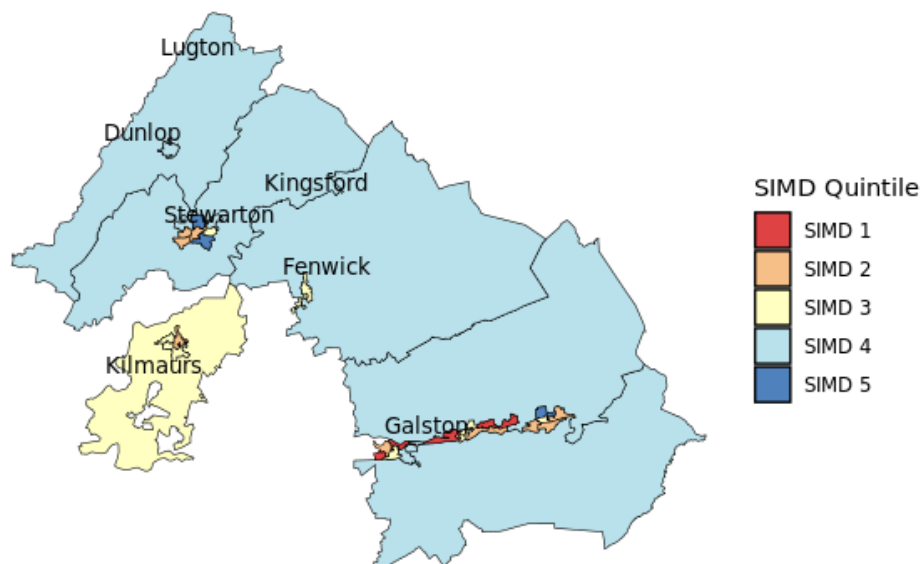 Lugton
Dunlop
Kingsford
Stewarton
Fenwick
Kilmaurs
Galston
SIMD Quintile
SIMD 1
SIMD 2
SIMD 3
SIMD 4
SIMD 5